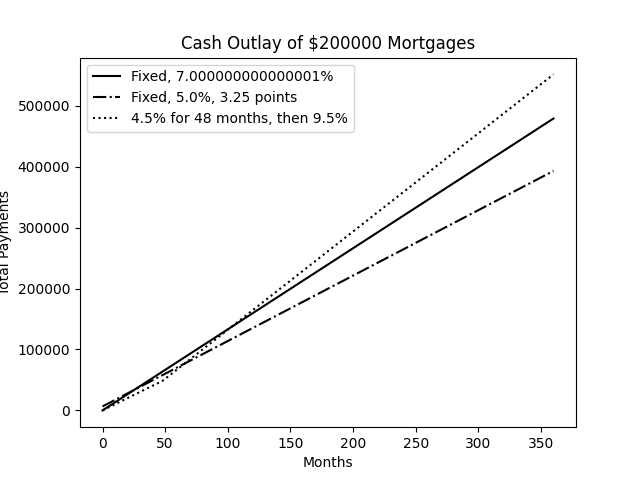 Cash Outlay of $200000 Mortgages
Fixed, 7.000000000000001%
Fixed, 5.0%, 3.25 points
4.5% for 48 months, then 9.5%
500000
400000
300000
200000
100000
0
Total Payments
0 50 100 150 200 250 300 350
Months